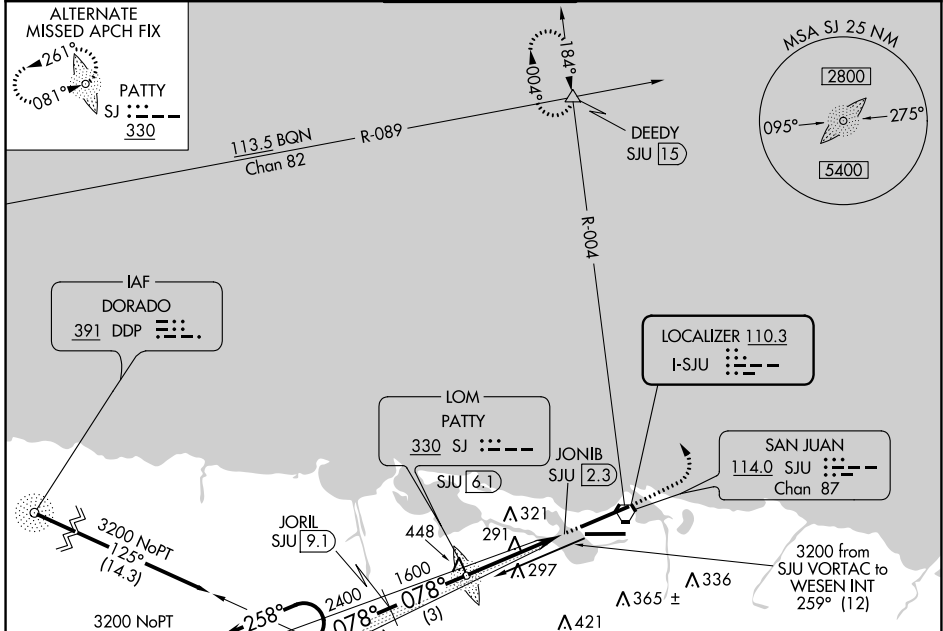 ALTERNATE
MISSED APCH FIX
261°
081°
PATTY
SJ
330
184°
004°
MSA SJ 25 NM
2800
095°
275°
5400
113.5 BQN
Chan 82
R-089
DEEDY
SJU 15
R-004
IAF
DORADO
391 DDP
LOCALIZER 110.3
I-SJU
LOM
PATTY
330 SJ
SJU 6.1
JONIB
SJU 2.3
SAN JUAN
114.0 SJU
Chan 87
JORIL
SJU 9.1
448
291
321
297
3200 NoPT
125°
(14.3)
1600
2400
078°
078°
(3)
258°
3200 from
SJU VORTAC to
WESEN INT
259° (12)
336
365 ±
421
3200 NoPT